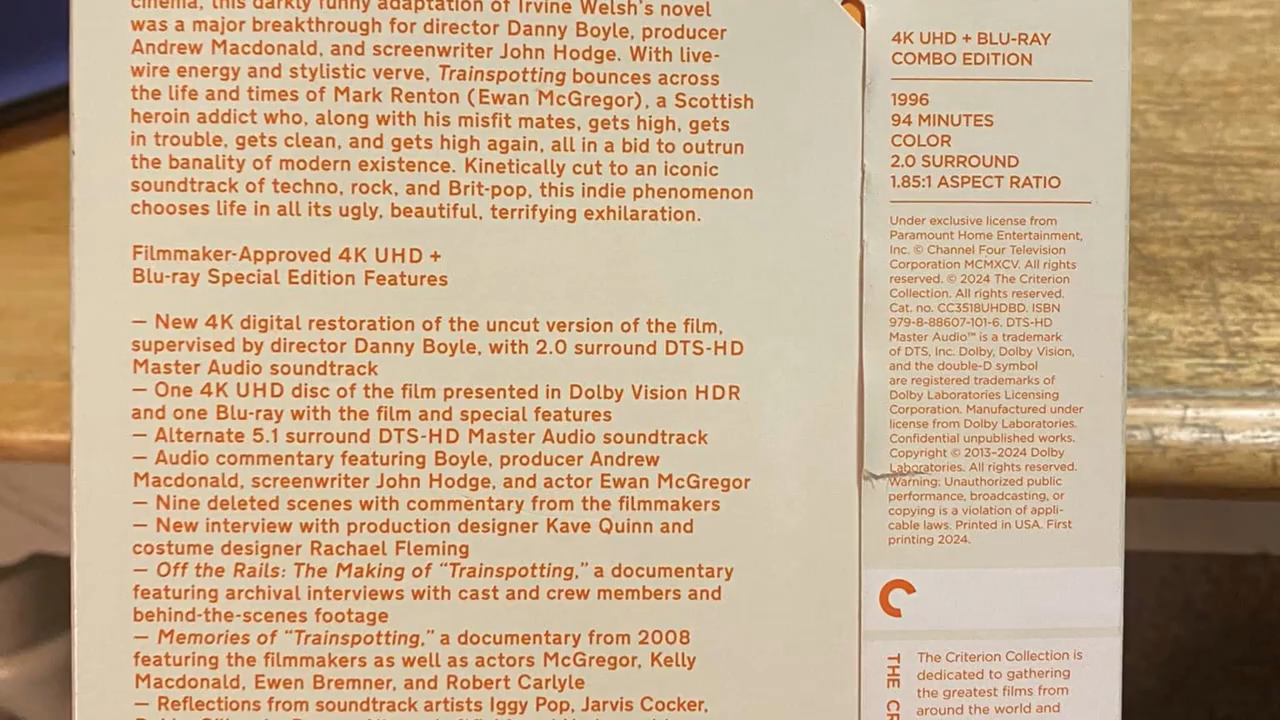 cinema, this darkly funny adaptation of Irvine Welsh's novel
was a major breakthrough for director Danny Boyle, producer
Andrew Macdonald, and screenwriter John Hodge. With live-
wire energy and stylistic verve, Trainspotting bounces across
the life and times of Mark Renton (Ewan McGregor), a Scottish
heroin addict who, along with his misfit mates, gets high, gets
in trouble, gets clean, and gets high again, all in a bid to outrun
the banality of modern existence. Kinetically cut to an iconic
soundtrack of techno, rock, and Brit-pop, this indie phenomenon
chooses life in all its ugly, beautiful, terrifying exhilaration.
Filmmaker-Approved 4K UHD +
Blu-ray Special Edition Features
— New 4K digital restoration of the uncut version of the film,
supervised by director Danny Boyle, with 2.0 surround DTS-HD
Master Audio soundtrack
— One 4K UHD disc of the film presented in Dolby Vision HDR
and one Blu-ray with the film and special features
— Alternate 5.1 surround DTS-HD Master Audio soundtrack
— Audio commentary featuring Boyle, producer Andrew
Macdonald, screenwriter John Hodge, and actor Ewan McGregor
— Nine deleted scenes with commentary from the filmmakers
— New interview with production designer Kave Quinn and
costume designer Rachael Fleming
— Off the Rails: The Making of "Trainspotting," a documentary
featuring archival interviews with cast and crew members and
behind-the-scenes footage
— Memories of "Trainspotting," a documentary from 2008
featuring the filmmakers as well as actors McGregor, Kelly
Macdonald, Ewen Bremner, and Robert Carlyle
— Reflections from soundtrack artists Iggy Pop, Jarvis Cocker,
4K UHD + BLU-RAY
COMBO EDITION
1996
94 MINUTES
COLOR
2.0 SURROUND
1.85:1 ASPECT RATIO
Under exclusive license from
Paramount Home Entertainment,
Inc. © Channel Four Television
Corporation MCMXCV. All rights
reserved. © 2024 The Criterion
Collection. All rights reserved.
Cat. no. CC3518UHDBD. ISBN
979-8-88607-101-6. DTS-HD
Master Audio™ is a trademark
of DTS, Inc. Dolby, Dolby Vision,
and the double-D symbol
are registered trademarks of
Dolby Laboratories Licensing
Corporation. Manufactured under
license from Dolby Laboratories.
Confidential unpublished works.
Copyright © 2013–2024 Dolby
Laboratories. All rights reserved.
Warning: Unauthorized public
performance, broadcasting, or
copying is a violation of appli-
cable laws. Printed in USA. First
printing 2024.
THE
The Criterion Collection is
dedicated to gathering
the greatest films from
around the world and